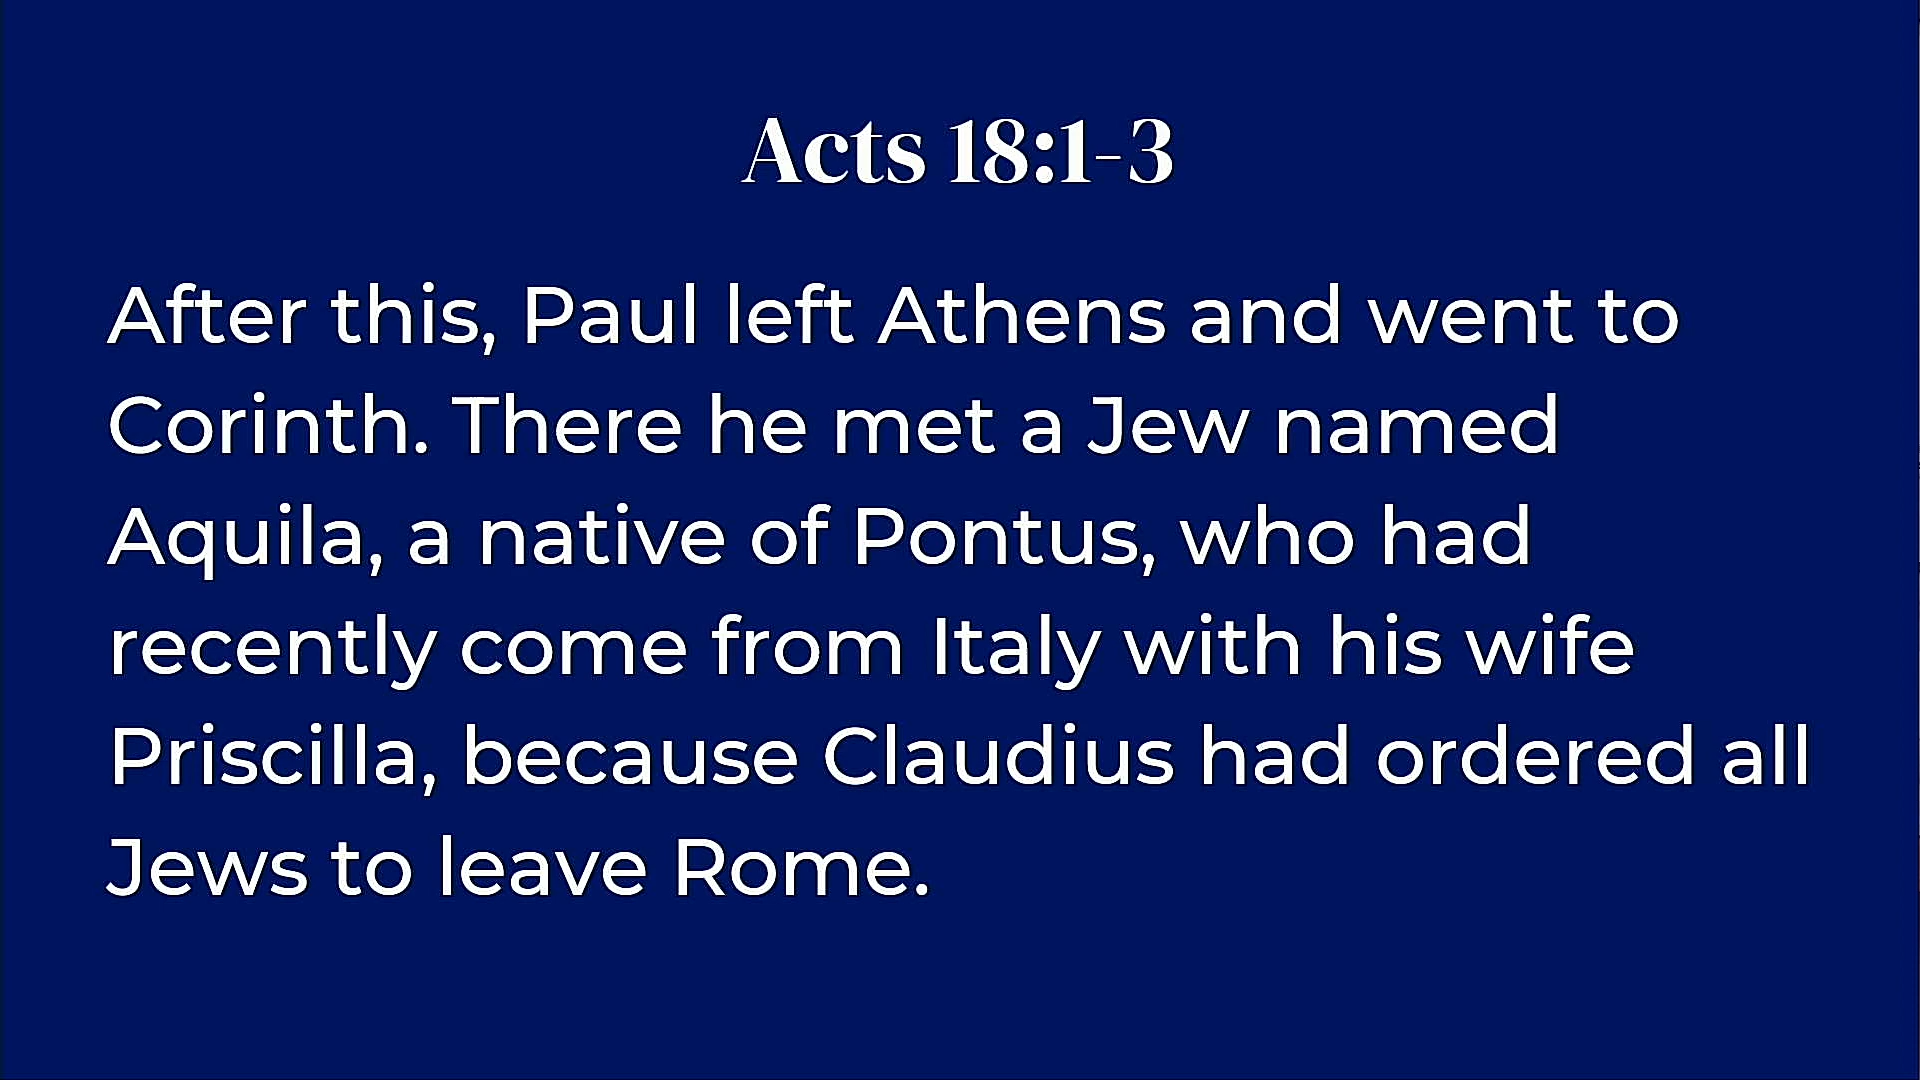 Acts 18:1-3
After this, Paul left Athens and went to
Corinth. There he met a Jew named
Aquila, a native of Pontus, who had
recently come from Italy with his wife
Priscilla, because Claudius had ordered all
Jews to leave Rome.